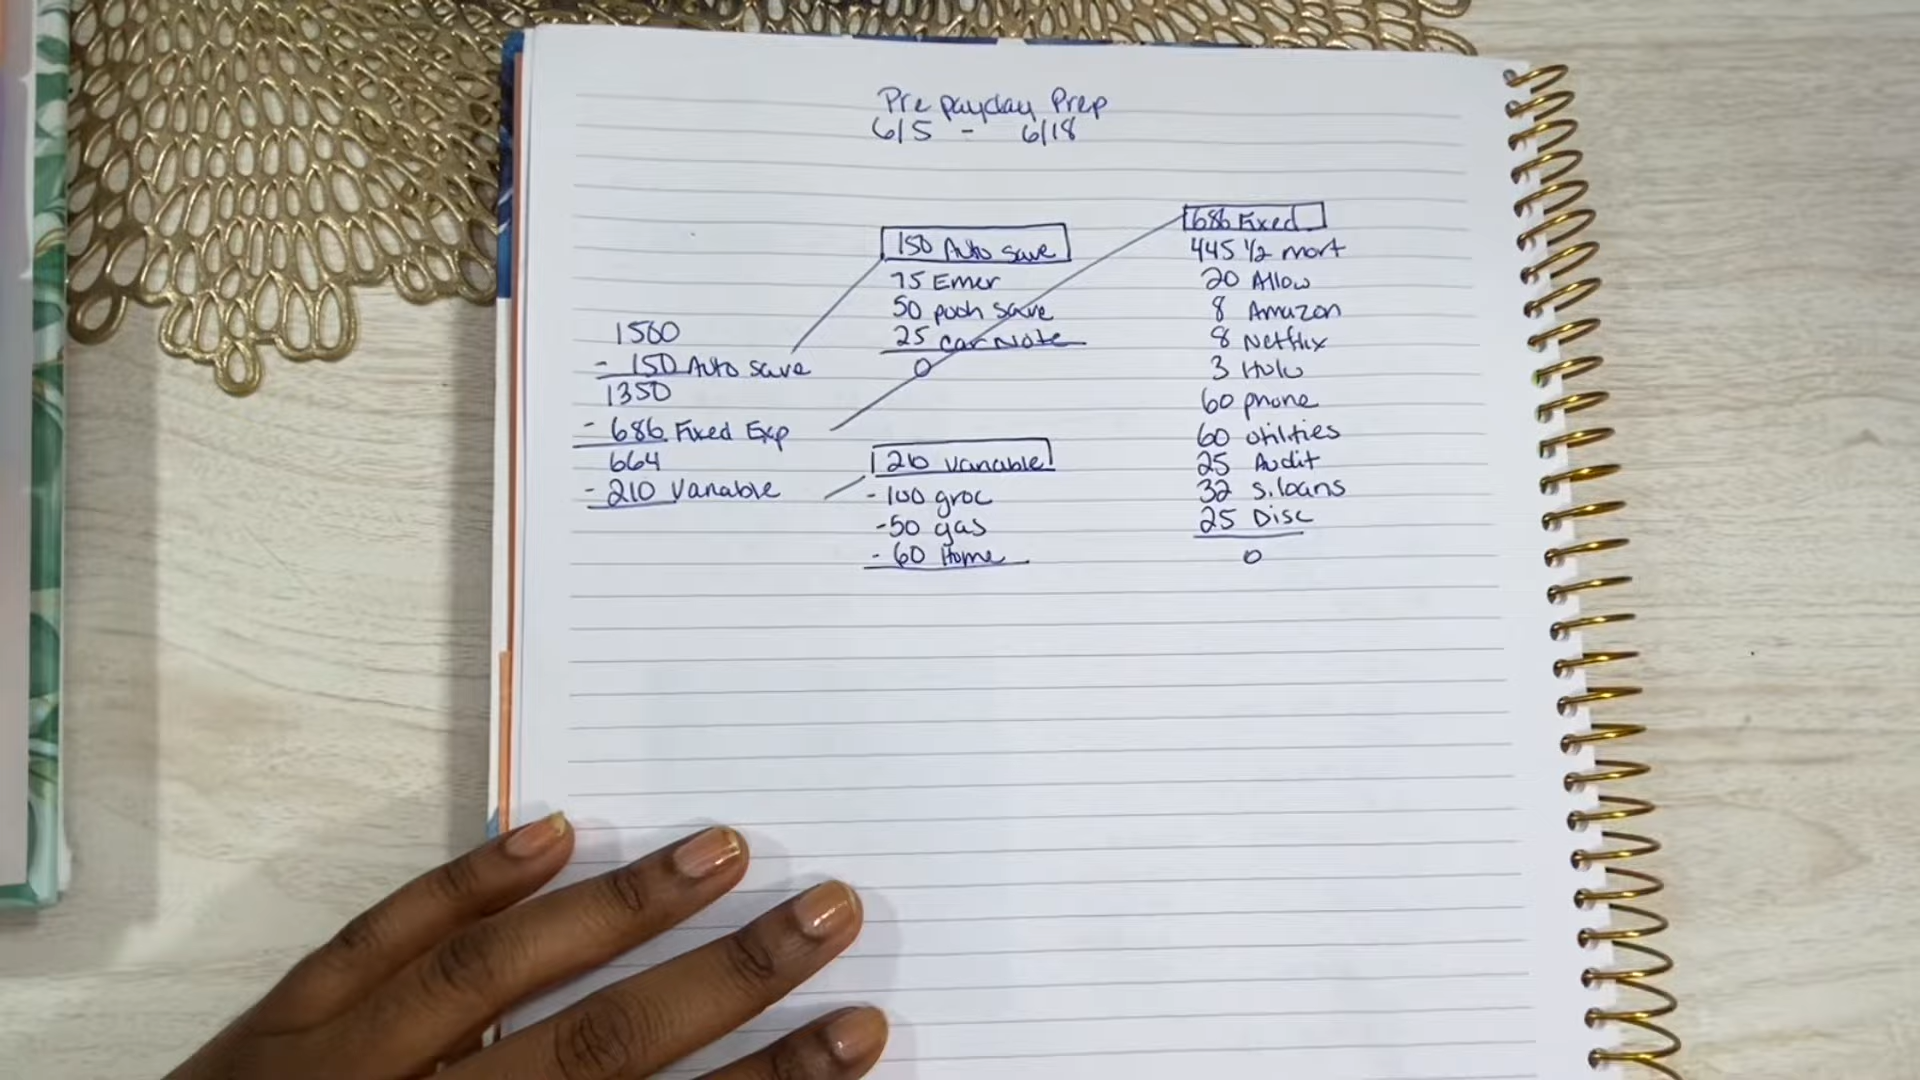 Pre payday Prep
6/5 - 6/18
1500
- 150 Auto save
1350
- 686 Fixed Exp
664
- 210 Variable
150 Auto save
75 Emer
50 push save
25 car Note
0
210 variable
-100 groc
-50 gas
- 60 Home
686 Fixed
445 1/2 mort
20 Allow
8 Amazon
8 Netflix
3 Hulu
60 phone
60 utilities
25 Audit
32 s.loans
25 Disc
0